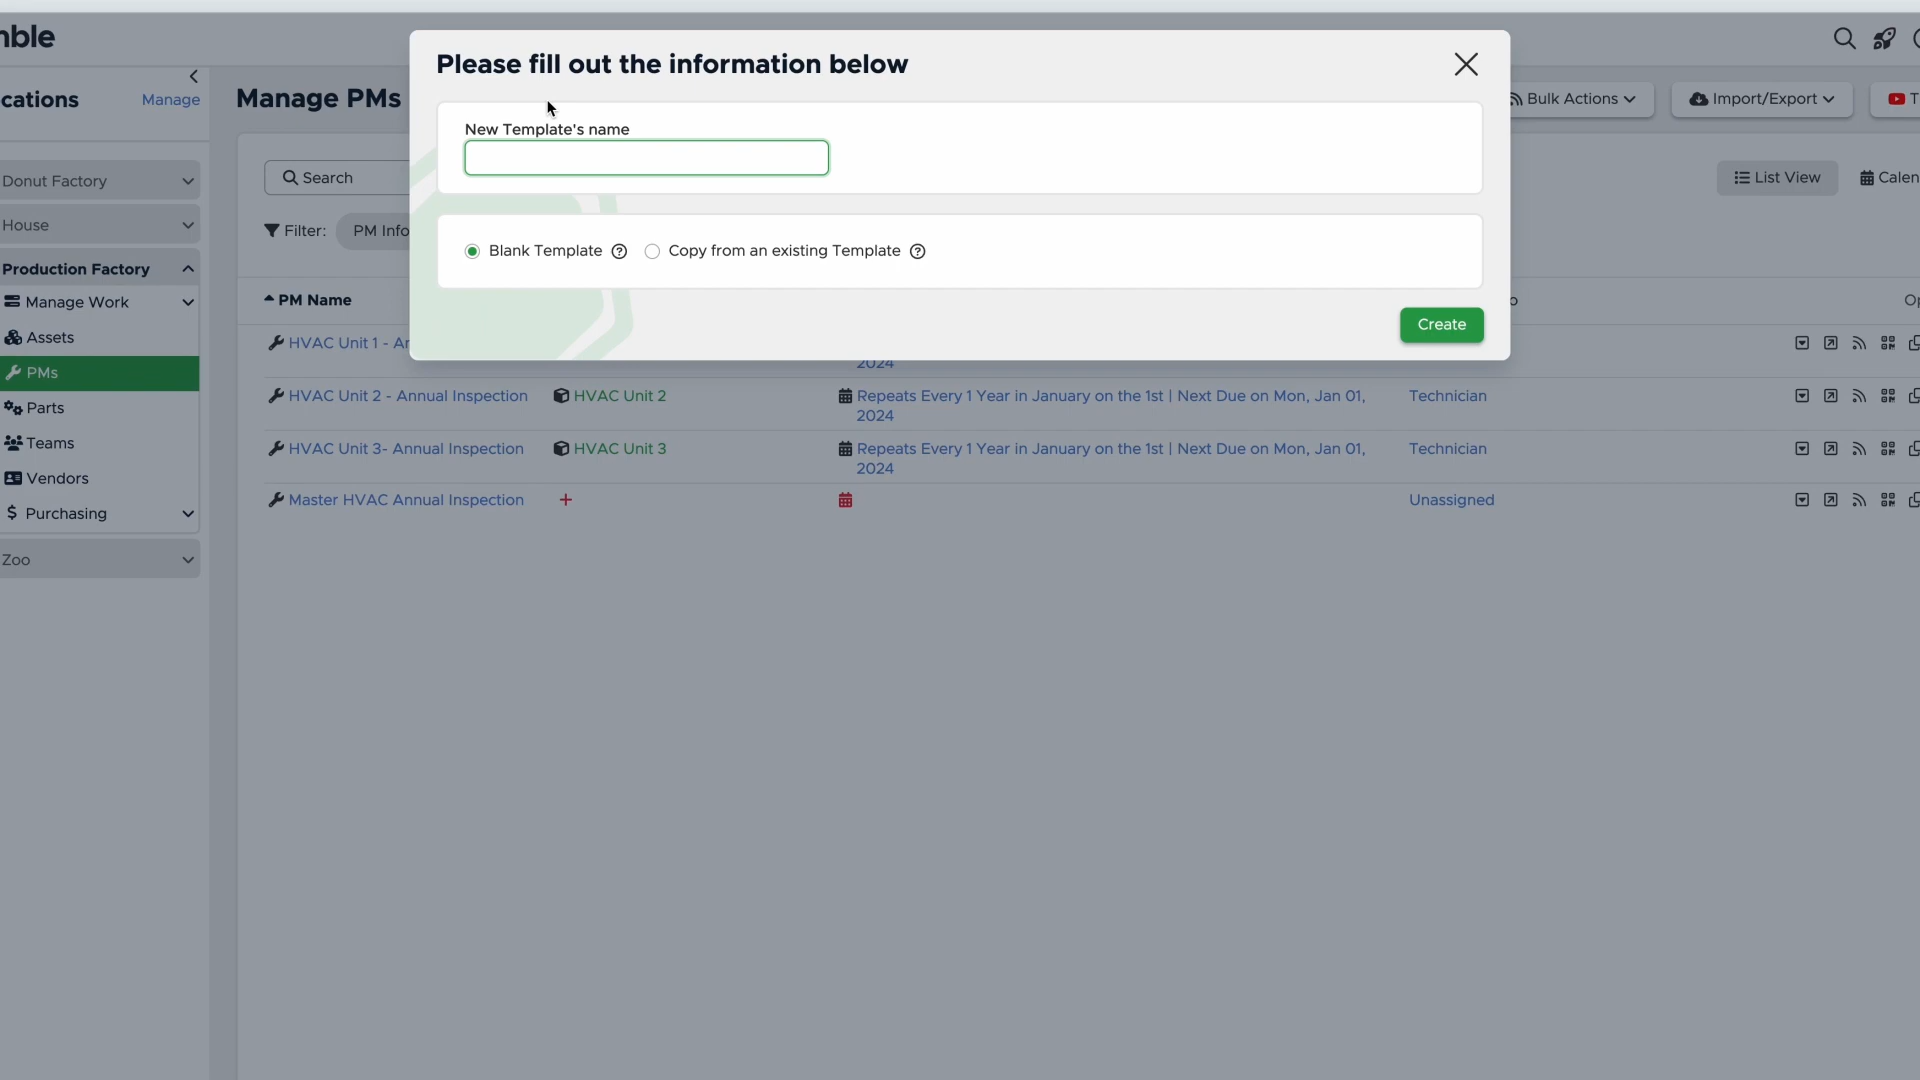 mble
Please fill out the information below
cations
Manage
Manage PMs
Bulk Actions
Import/Export
T
New Template's name
Search
List View
Calen
Donut Factory
House
Filter:
PM Info
Blank Template
Copy from an existing Template
Production Factory
Manage Work
PM Name
o
Op
Create
Assets
HVAC Unit 1 - An
2024
PMs
HVAC Unit 2 - Annual Inspection
HVAC Unit 2
Repeats Every 1 Year in January on the 1st | Next Due on Mon, Jan 01,
2024
Technician
Parts
Teams
HVAC Unit 3- Annual Inspection
HVAC Unit 3
Repeats Every 1 Year in January on the 1st | Next Due on Mon, Jan 01,
2024
Technician
Vendors
Master HVAC Annual Inspection
Unassigned
Purchasing
Zoo